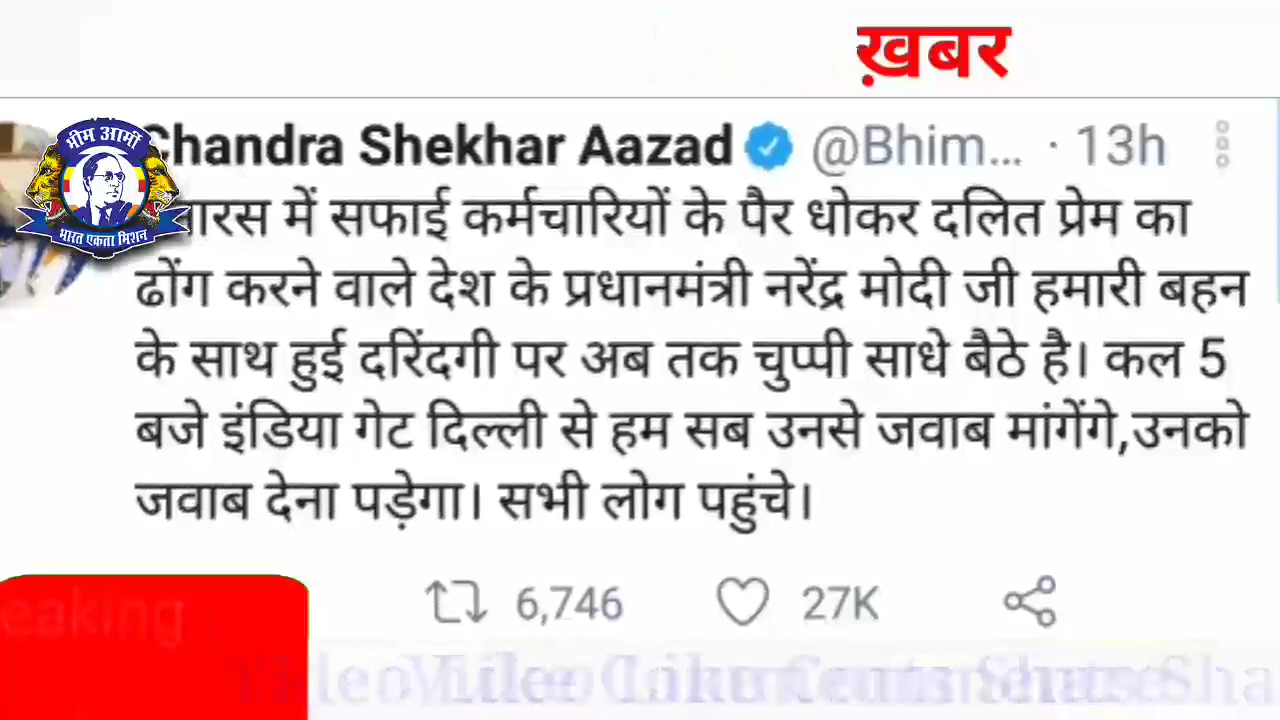 ख़बर
Chandra Shekhar Aazad @Bhim... · 13h
भीम आर्मी
भारत एकता मिशन
में सफाई कर्मचारियों के पैर धोकर दलित प्रेम का
ढोंग करने वाले देश के प्रधानमंत्री नरेंद्र मोदी जी हमारी बहन
के साथ हुई दरिंदगी पर अब तक चुप्पी साधे बैठे है। कल 5
बजे इंडिया गेट दिल्ली से हम सब उनसे जवाब मांगेंगे,उनको
जवाब देना पड़ेगा। सभी लोग पहुंचे।
6,746 27K
eaking